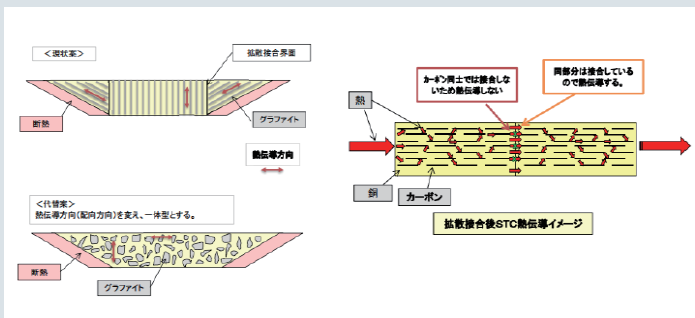 <現状案>
拡散接合界面
断熱
グラファイト
熱伝導方向
<代替案>
熱伝導方向(配向方向)を変え、一体型とする。
断熱
グラファイト
カーボン同士では接合しな
いため熱伝導しない
同部分は接合している
ので熱伝導する。
熱
銅
カーボン
拡散接合後STC熱伝導イメージ